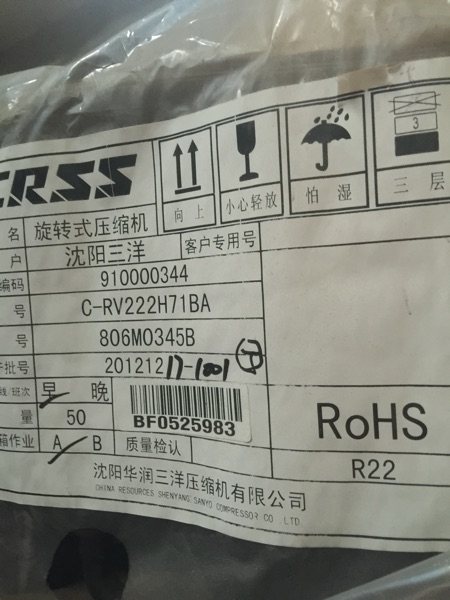 CRSS
向上
小心轻放
怕湿
3
三层
名 旋转式压缩机
户 沈阳三洋 客户专用号
编码 910000344
号 C-RV222H71BA
号 806M0345B
批号 20121217-1001
线/班次 早 晚
量 50
BF0525983
箱作业 A B 质量检认
RoHS
R22
沈阳华润三洋压缩机有限公司
CHINA RESOURCES SHENYANG SANYO COMPRESSOR CO. LTD.